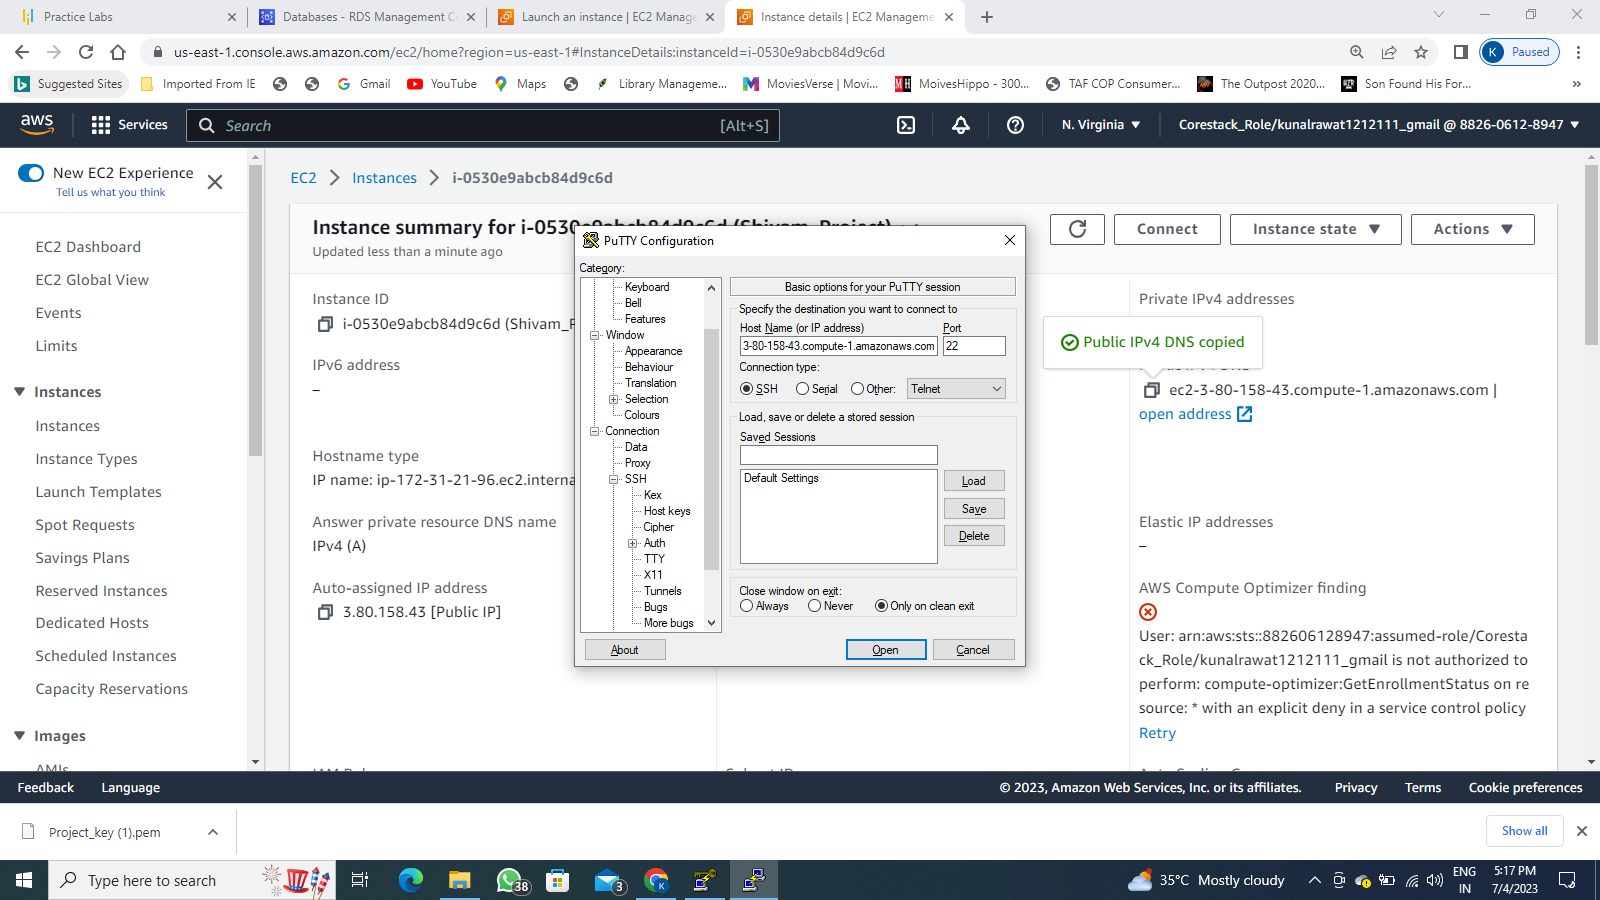 Practice Labs
Databases - RDS Management C
Launch an instance | EC2 Manage
Instance details | EC2 Manageme
us-east-1.console.aws.amazon.com/ec2/home?region=us-east-1#InstanceDetails:instanceId=i-0530e9abcb84d9c6d
K Paused
Suggested Sites
Imported From IE
Gmail
YouTube
Maps
Library Manageme...
MoviesVerse | Movi...
MoivesHippo - 300...
TAF COP Consumer...
The Outpost 2020...
Son Found His For...
»
aws
Services
Search
[Alt+S]
N. Virginia
Corestack_Role/kunalrawat1212111_gmail @ 8826-0612-8947
New EC2 Experience
Tell us what you think
EC2 Dashboard
EC2 Global View
Events
Limits
Instances
Instances
Instance Types
Launch Templates
Spot Requests
Savings Plans
Reserved Instances
Dedicated Hosts
Scheduled Instances
Capacity Reservations
Images
AMIs
EC2
Instances
i-0530e9abcb84d9c6d
Instance summary for i-0530e9abcb84d9c6d (Shivam_Project)
Updated less than a minute ago
Connect
Instance state
Actions
Instance ID
i-0530e9abcb84d9c6d (Shivam_P
IPv6 address
–
Hostname type
IP name: ip-172-31-21-96.ec2.interna
Answer private resource DNS name
IPv4 (A)
Auto-assigned IP address
3.80.158.43 [Public IP]
PuTTY Configuration
Category:
Keyboard
Bell
Features
Window
Appearance
Behaviour
Translation
Selection
Colours
Connection
Data
Proxy
SSH
Kex
Host keys
Cipher
Auth
TTY
X11
Tunnels
Bugs
More bugs
Basic options for your PuTTY session
Specify the destination you want to connect to
Host Name (or IP address)
Port
3-80-158-43.compute-1.amazonaws.com
22
Connection type:
SSH
Serial
Other:
Telnet
Load, save or delete a stored session
Saved Sessions
Default Settings
Load
Save
Delete
Close window on exit:
Always
Never
Only on clean exit
About
Open
Cancel
Private IPv4 addresses
Public IPv4 DNS copied
ec2-3-80-158-43.compute-1.amazonaws.com |
open address
Elastic IP addresses
–
AWS Compute Optimizer finding
User: arn:aws:sts::882606128947:assumed-role/Coresta
ck_Role/kunalrawat1212111_gmail is not authorized to
perform: compute-optimizer:GetEnrollmentStatus on re
source: * with an explicit deny in a service control policy
Retry
Feedback
Language
© 2023, Amazon Web Services, Inc. or its affiliates.
Privacy
Terms
Cookie preferences
Project_key (1).pem
Show all
Type here to search
38
3
K
35°C Mostly cloudy
ENG
IN
5:17 PM
7/4/2023